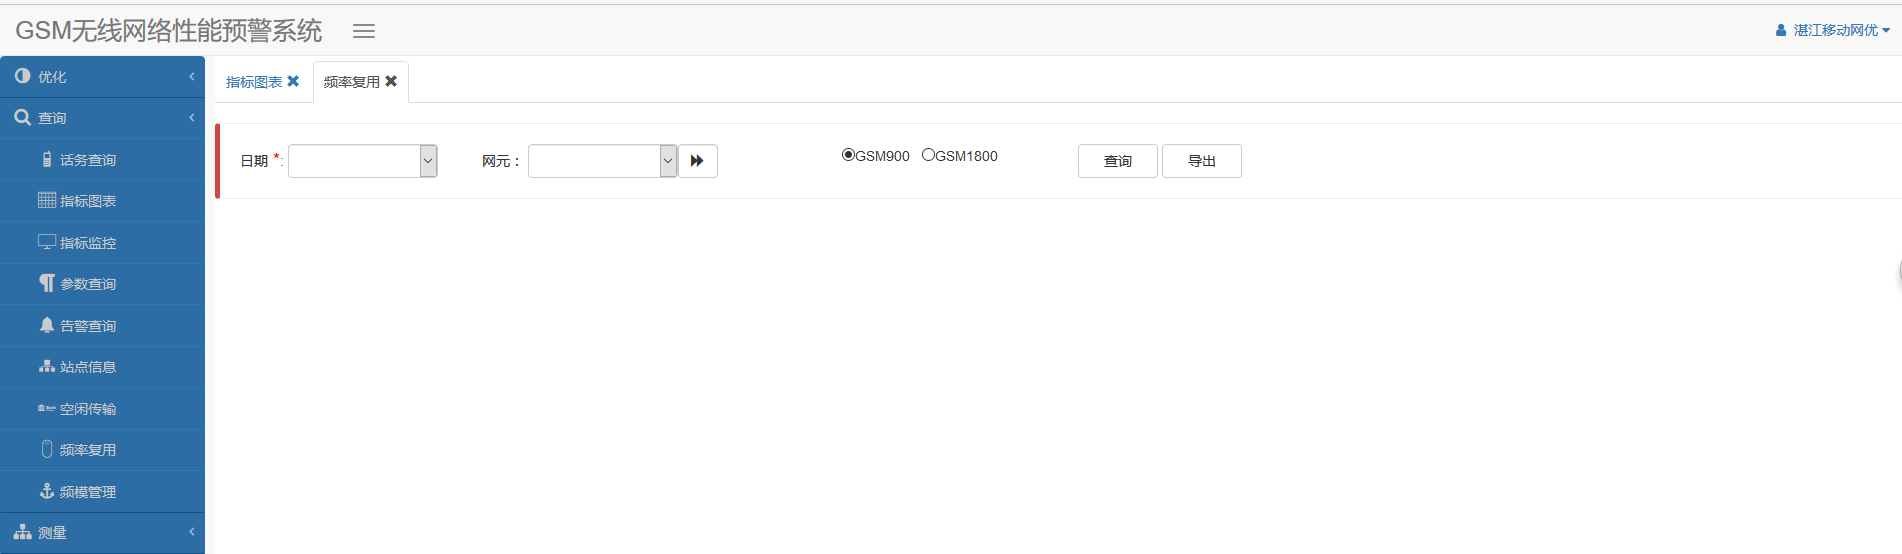 GSM无线网络性能预警系统
湛江移动网优
优化
查询
话务查询
指标图表
指标监控
参数查询
告警查询
站点信息
空闲传输
频率复用
频模管理
测量
指标图表 频率复用
日期 *: 网元： GSM900 GSM1800 查询 导出